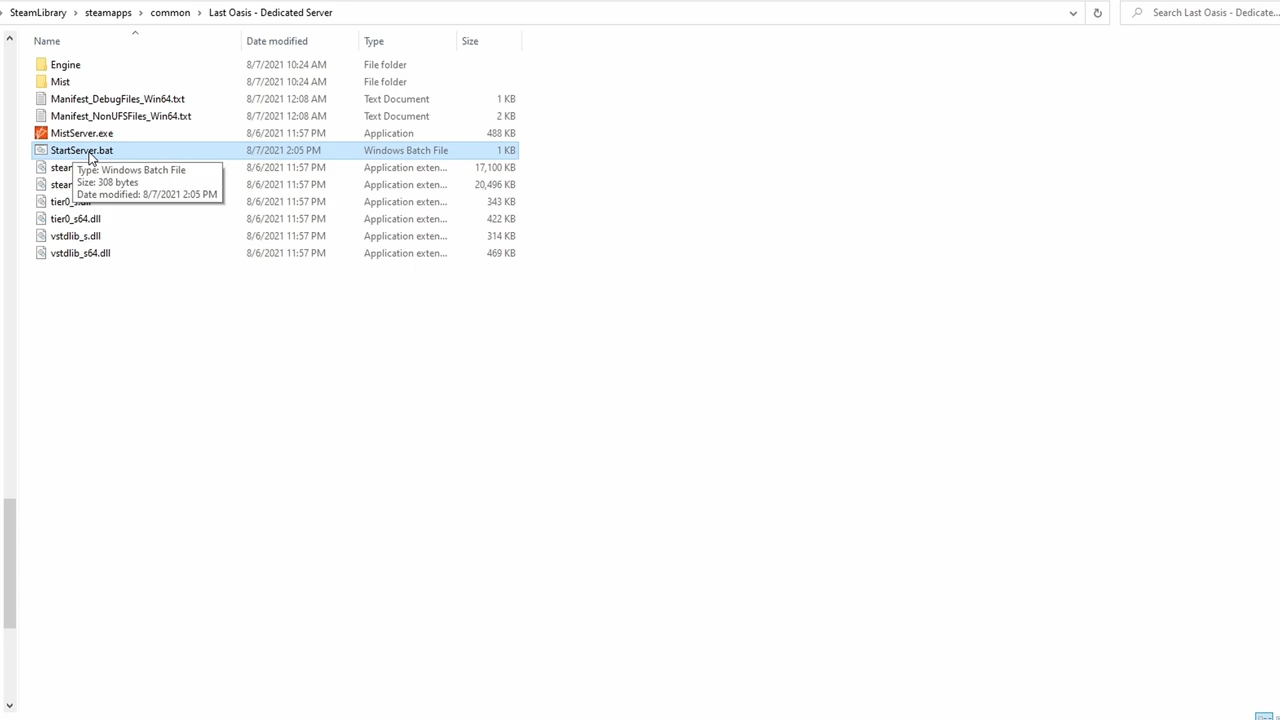 SteamLibrary > steamapps > common > Last Oasis - Dedicated Server
Search Last Oasis - Dedicate...
Name Date modified Type Size
Engine 8/7/2021 10:24 AM File folder
Mist 8/7/2021 10:24 AM File folder
Manifest_DebugFiles_Win64.txt 8/7/2021 12:08 AM Text Document 1 KB
Manifest_NonUFSFiles_Win64.txt 8/7/2021 12:08 AM Text Document 2 KB
MistServer.exe 8/6/2021 11:57 PM Application 488 KB
StartServer.bat 8/7/2021 2:05 PM Windows Batch File 1 KB
stear 8/6/2021 11:57 PM Application exten... 17,100 KB
Type: Windows Batch File
Size: 308 bytes
Date modified: 8/7/2021 2:05 PM
stear 8/6/2021 11:57 PM Application exten... 20,496 KB
tier0_s.dll 8/6/2021 11:57 PM Application exten... 343 KB
tier0_s64.dll 8/6/2021 11:57 PM Application exten... 422 KB
vstdlib_s.dll 8/6/2021 11:57 PM Application exten... 314 KB
vstdlib_s64.dll 8/6/2021 11:57 PM Application exten... 469 KB